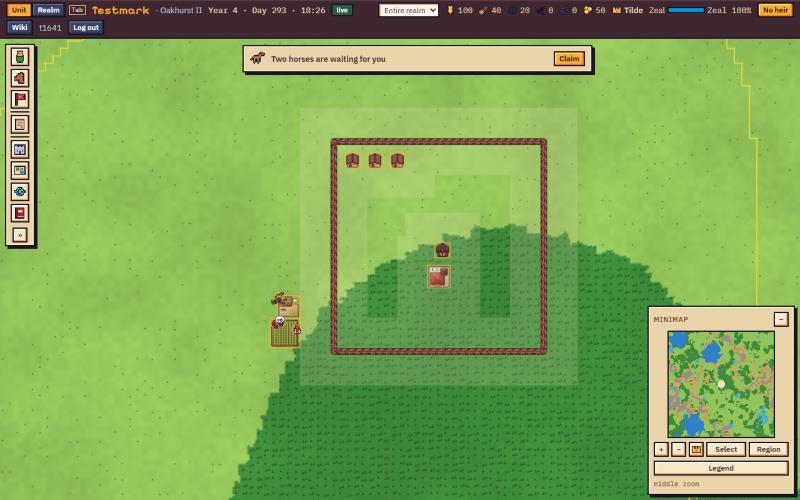 Unit Realm Tab Testmark · Oakhurst II Year 4 · Day 293 · 18:26 live Entire realm 100 40 20 0 0 50 Tilde Zeal Zeal 100% No heir
Wiki t1641 Log out
Two horses are waiting for you Claim
»
MINIMAP −
+ − Select Region
Legend
middle zoom